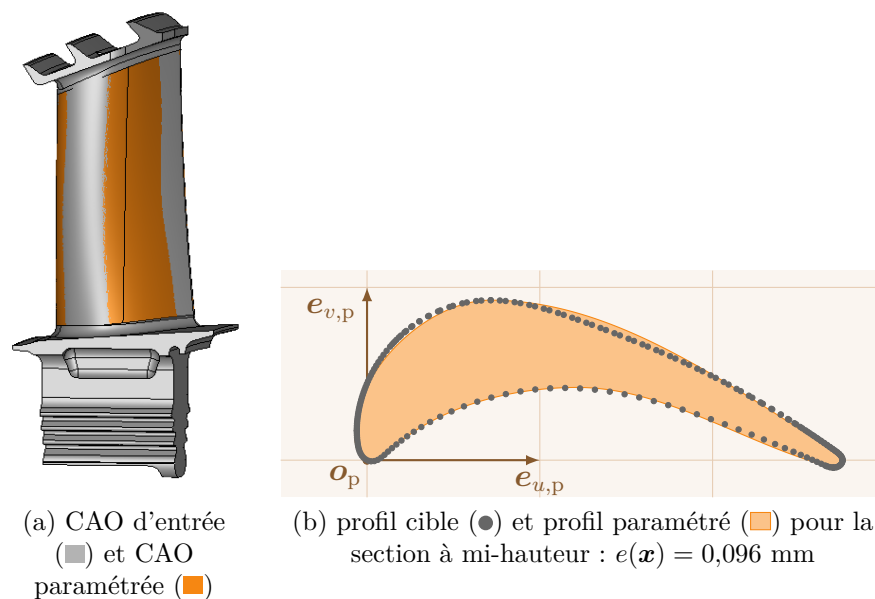 e_{v,p}
o_p
e_{u,p}
(a) CAO d'entrée
(■) et CAO
paramétrée (■)
(b) profil cible (●) et profil paramétré (■) pour la
section à mi-hauteur : e(x) = 0,096 mm